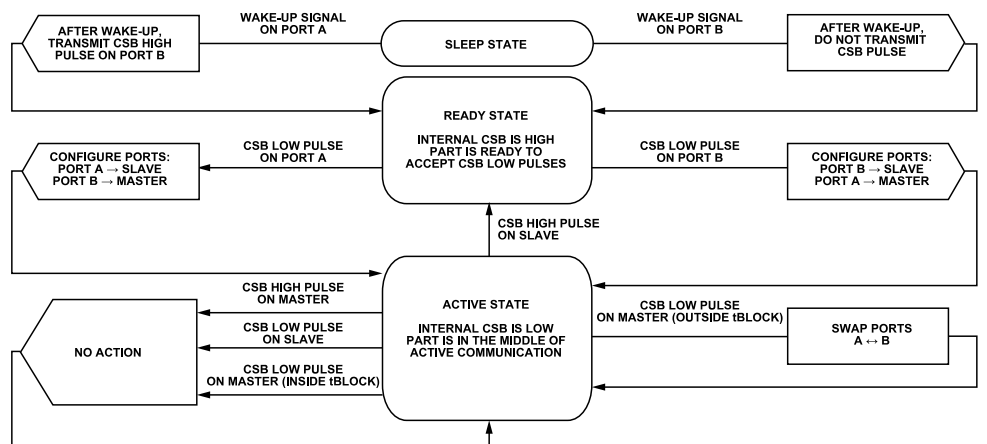 AFTER WAKE-UP,
TRANSMIT CSB HIGH
PULSE ON PORT B
WAKE-UP SIGNAL
ON PORT A
SLEEP STATE
WAKE-UP SIGNAL
ON PORT B
AFTER WAKE-UP,
DO NOT TRANSMIT
CSB PULSE
READY STATE
INTERNAL CSB IS HIGH
PART IS READY TO
ACCEPT CSB LOW PULSES
CONFIGURE PORTS:
PORT A → SLAVE
PORT B → MASTER
CSB LOW PULSE
ON PORT A
CSB LOW PULSE
ON PORT B
CONFIGURE PORTS:
PORT B → SLAVE
PORT A → MASTER
CSB HIGH PULSE
ON SLAVE
NO ACTION
CSB HIGH PULSE
ON MASTER
CSB LOW PULSE
ON SLAVE
CSB LOW PULSE
ON MASTER (INSIDE tBLOCK)
ACTIVE STATE
INTERNAL CSB IS LOW
PART IS IN THE MIDDLE OF
ACTIVE COMMUNICATION
CSB LOW PULSE
ON MASTER (OUTSIDE tBLOCK)
SWAP PORTS
A ↔ B